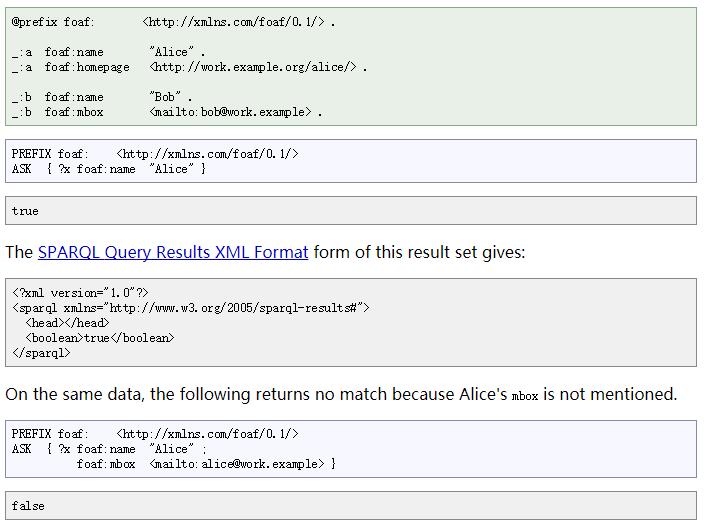 @prefix foaf:       <http://xmlns.com/foaf/0.1/> .
_:a  foaf:name       "Alice" .
_:a  foaf:homepage   <http://work.example.org/alice/> .
_:b  foaf:name       "Bob" .
_:b  foaf:mbox       <mailto:bob@work.example> .
PREFIX foaf:    <http://xmlns.com/foaf/0.1/>
ASK  { ?x foaf:name  "Alice" }
true
The SPARQL Query Results XML Format form of this result set gives:
<?xml version="1.0"?>
<sparql xmlns="http://www.w3.org/2005/sparql-results#">
  <head></head>
  <boolean>true</boolean>
</sparql>
On the same data, the following returns no match because Alice's mbox is not mentioned.
PREFIX foaf:    <http://xmlns.com/foaf/0.1/>
ASK  { ?x foaf:name  "Alice" ;
          foaf:mbox  <mailto:alice@work.example> }
false